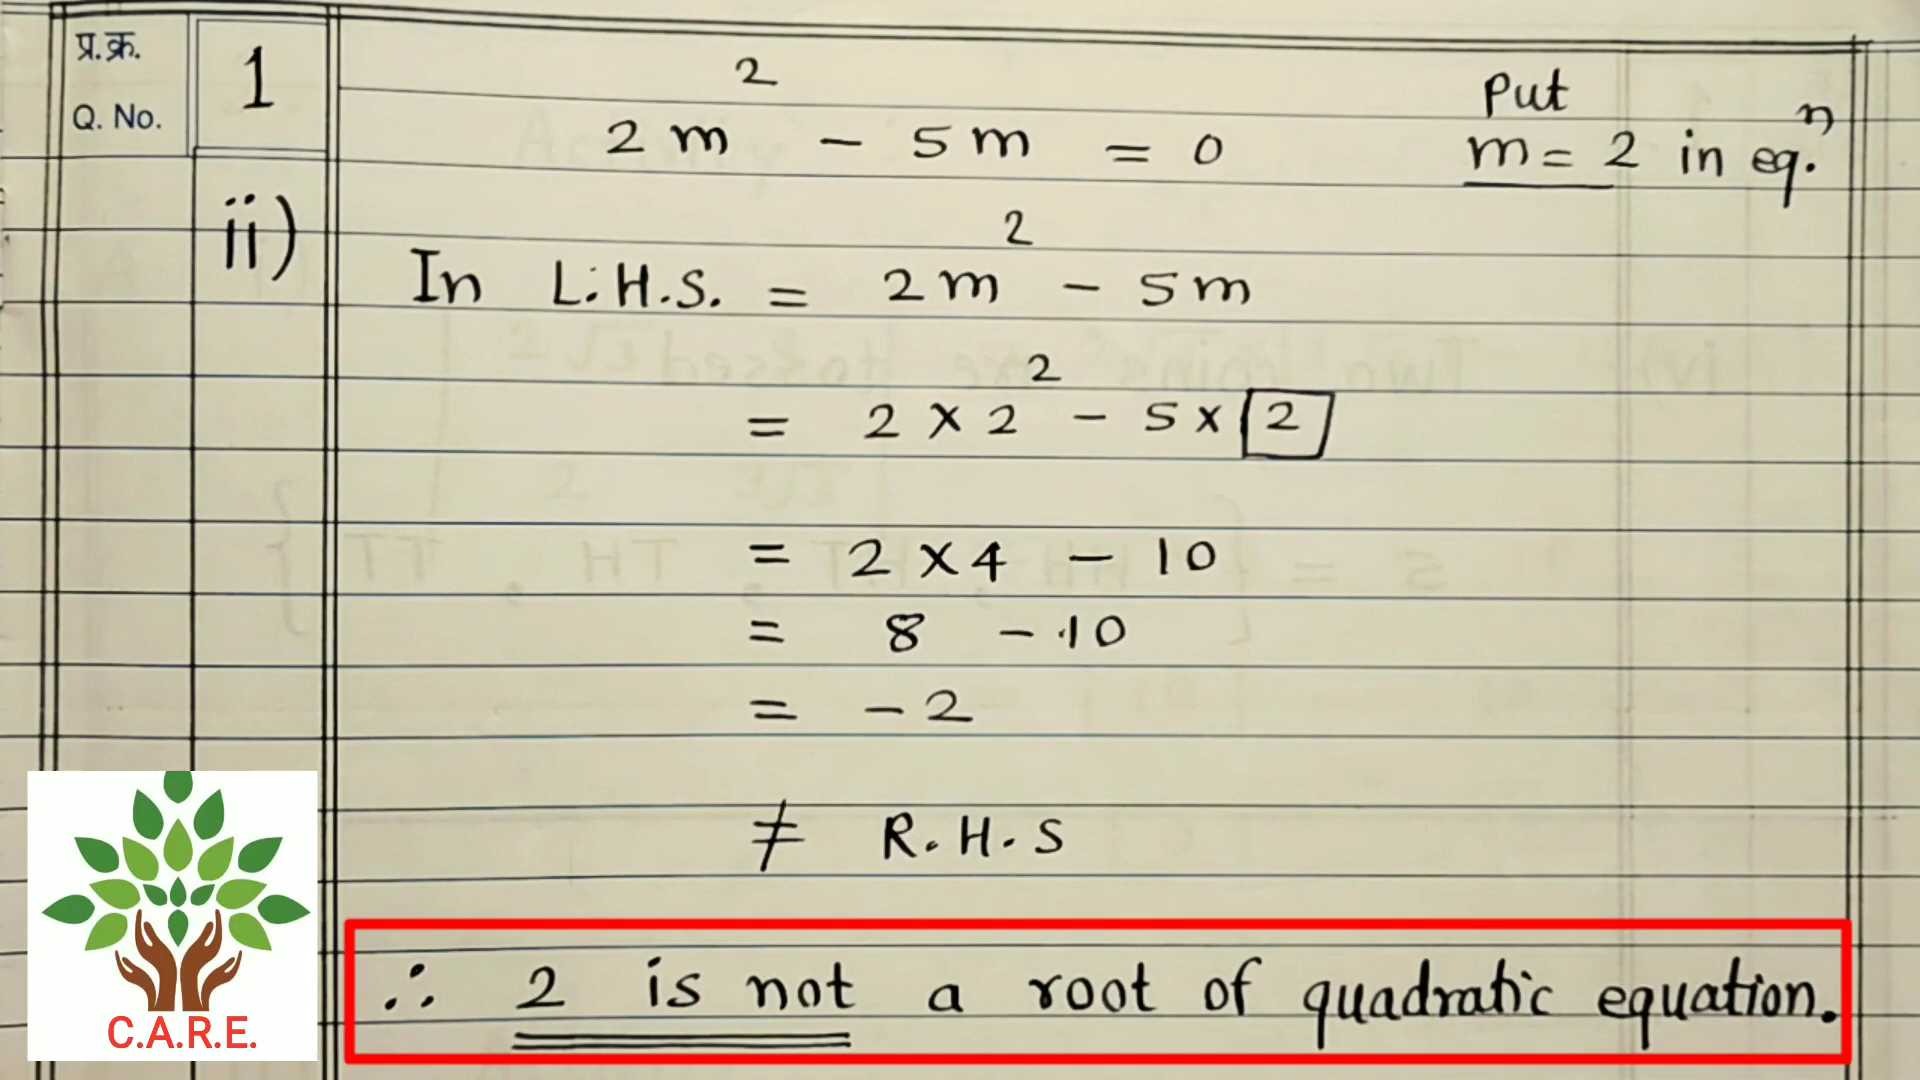 प्र.क्र.
Q. No.
1
2m² - 5m = 0
Put
m = 2 in eq.ⁿ
ii)
In L.H.S. = 2m² - 5m
= 2 × 2² - 5 × 2
= 2 × 4 - 10
= 8 - 10
= -2
≠ R.H.S
∴ 2 is not a root of quadratic equation.
C.A.R.E.